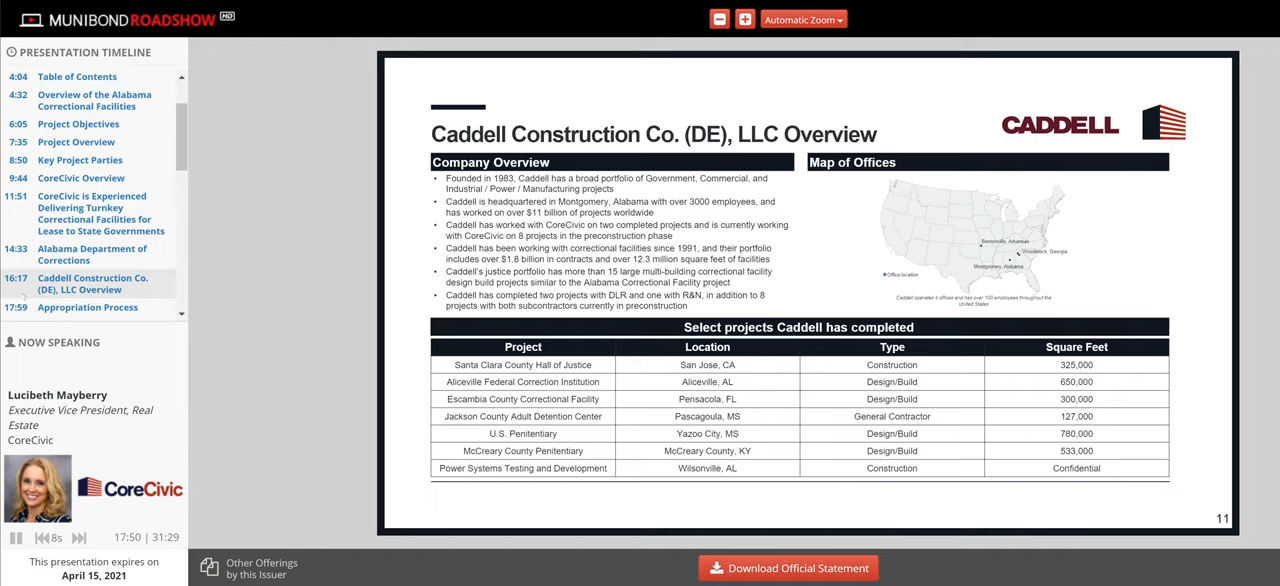 MUNIBONDROADSHOW HD
Automatic Zoom
PRESENTATION TIMELINE
4:04 Table of Contents
4:32 Overview of the Alabama
Correctional Facilities
6:05 Project Objectives
7:35 Project Overview
8:50 Key Project Parties
9:44 CoreCivic Overview
11:51 CoreCivic is Experienced
Delivering Turnkey
Correctional Facilities for
Lease to State Governments
14:33 Alabama Department of
Corrections
16:17 Caddell Construction Co.
(DE), LLC Overview
17:59 Appropriation Process
NOW SPEAKING
Lucibeth Mayberry
Executive Vice President, Real
Estate
CoreCivic
CoreCivic
8s 17:50 | 31:29
This presentation expires on
April 15, 2021
CADDELL
Caddell Construction Co. (DE), LLC Overview
Company Overview
• Founded in 1983, Caddell has a broad portfolio of Government, Commercial, and
Industrial / Power / Manufacturing projects
• Caddell is headquartered in Montgomery, Alabama with over 3000 employees, and
has worked on over $11 billion of projects worldwide
• Caddell has worked with CoreCivic on two completed projects and is currently working
with CoreCivic on 8 projects in the preconstruction phase
• Caddell has been working with correctional facilities since 1991, and their portfolio
includes over $1.8 billion in contracts and over 12.3 million square feet of facilities
• Caddell's justice portfolio has more than 15 large multi-building correctional facility
design build projects similar to the Alabama Correctional Facility project
• Caddell has completed two projects with DLR and one with R&N, in addition to 8
projects with both subcontractors currently in preconstruction
Map of Offices
Bentonville, Arkansas
Woodstock, Georgia
Montgomery, Alabama
Office location
Caddell operates 4 offices and has over 100 employees throughout the
United States
Select projects Caddell has completed
Project Location Type Square Feet
Santa Clara County Hall of Justice San Jose, CA Construction 325,000
Aliceville Federal Correction Institution Aliceville, AL Design/Build 650,000
Escambia County Correctional Facility Pensacola, FL Design/Build 300,000
Jackson County Adult Detention Center Pascagoula, MS General Contractor 127,000
U.S. Penitentiary Yazoo City, MS Design/Build 780,000
McCreary County Penitentiary McCreary County, KY Design/Build 533,000
Power Systems Testing and Development Wilsonville, AL Construction Confidential
11
Other Offerings
by this Issuer
Download Official Statement